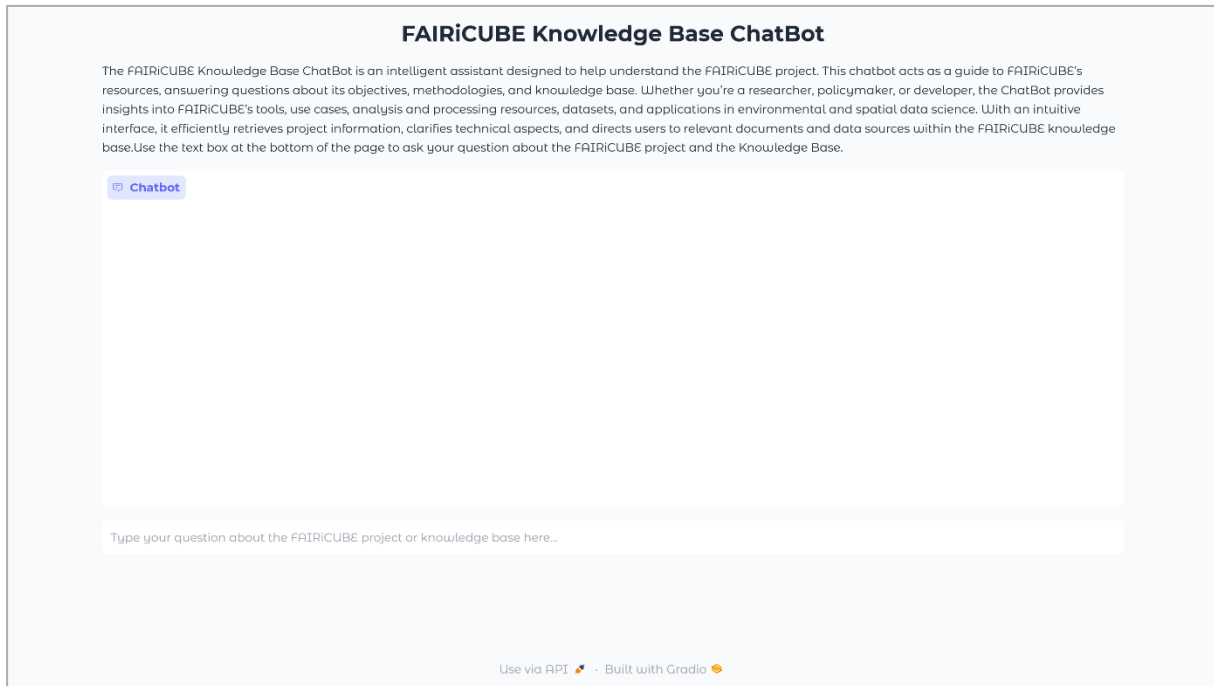 FAIRiCUBE Knowledge Base ChatBot
The FAIRiCUBE Knowledge Base ChatBot is an intelligent assistant designed to help understand the FAIRiCUBE project. This chatbot acts as a guide to FAIRiCUBE's
resources, answering questions about its objectives, methodologies, and knowledge base. Whether you're a researcher, policymaker, or developer, the ChatBot provides
insights into FAIRiCUBE's tools, use cases, analysis and processing resources, datasets, and applications in environmental and spatial data science. With an intuitive
interface, it efficiently retrieves project information, clarifies technical aspects, and directs users to relevant documents and data sources within the FAIRiCUBE knowledge
base.Use the text box at the bottom of the page to ask your question about the FAIRiCUBE project and the Knowledge Base.
Chatbot
Type your question about the FAIRiCUBE project or knowledge base here...
Use via API · Built with Gradio